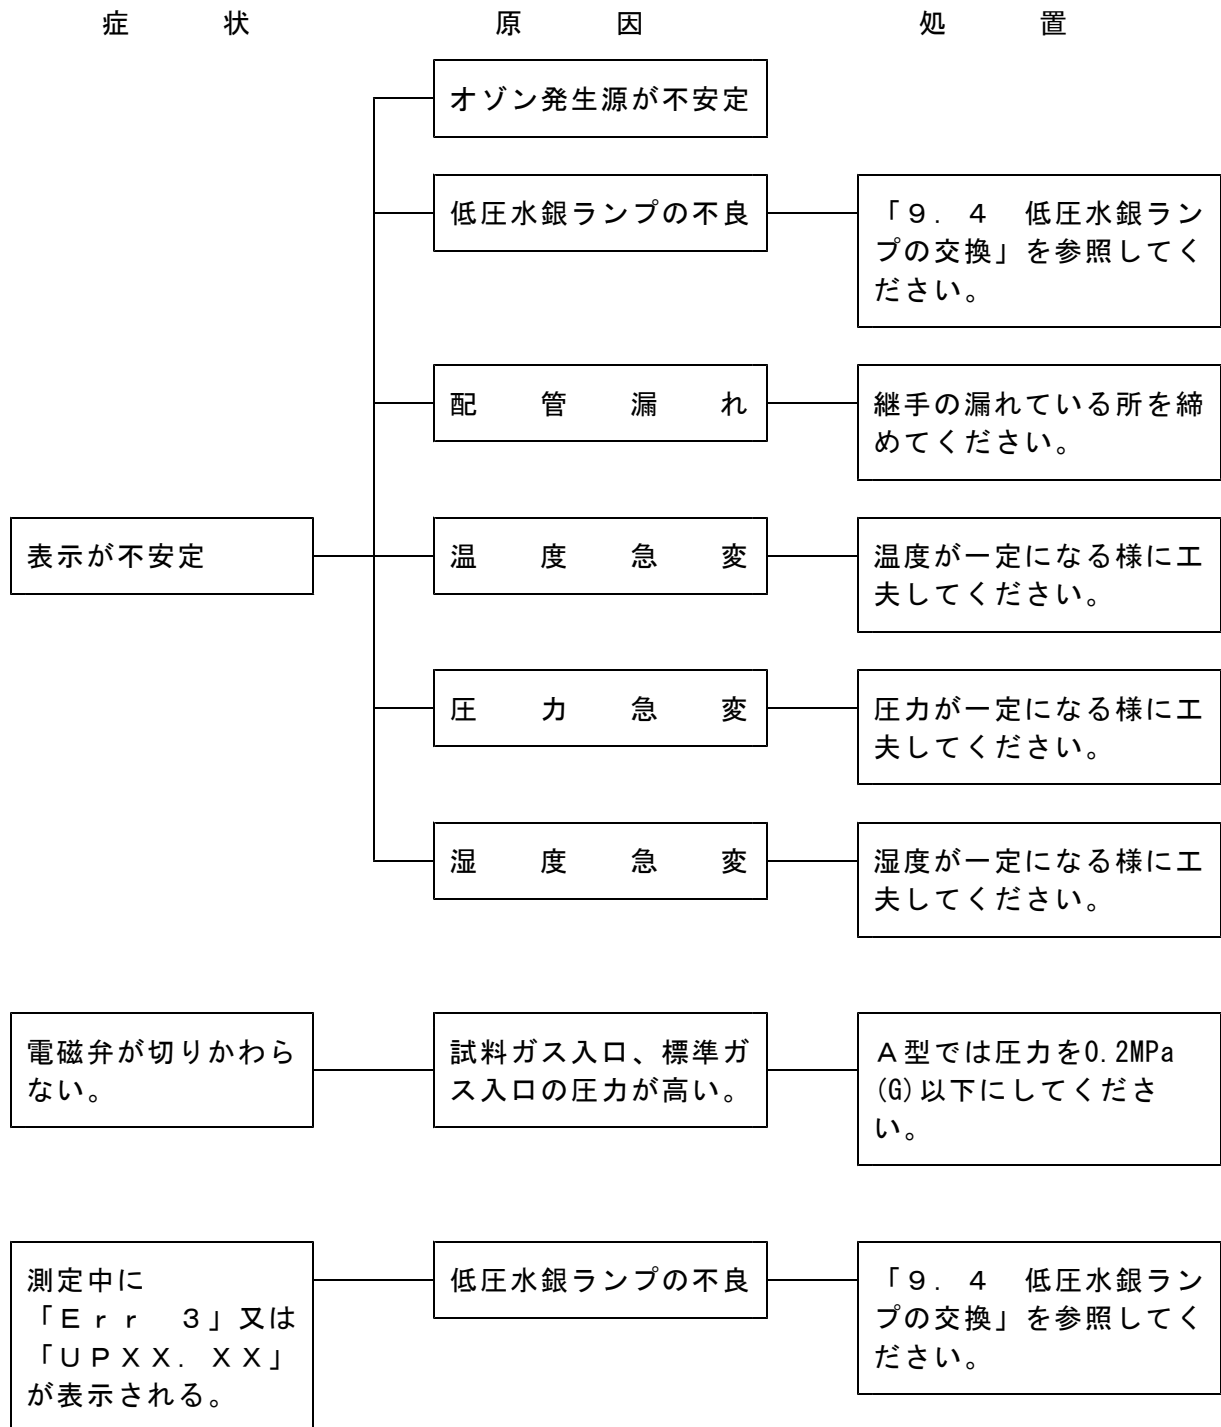 症　状　原　因　処　置
オゾン発生源が不安定
低圧水銀ランプの不良
「９．４　低圧水銀ラン
プの交換」を参照してく
ださい。
配管漏れ
継手の漏れている所を締
めてください。
表示が不安定
温度急変
温度が一定になる様に工
夫してください。
圧力急変
圧力が一定になる様に工
夫してください。
湿度急変
湿度が一定になる様に工
夫してください。
電磁弁が切りかわら
ない。
試料ガス入口、標準ガ
ス入口の圧力が高い。
Ａ型では圧力を0.2MPa
(G)以下にしてくださ
い。
測定中に
「Ｅｒｒ　３」又は
「ＵＰＸＸ．ＸＸ」
が表示される。
低圧水銀ランプの不良
「９．４　低圧水銀ラン
プの交換」を参照してく
ださい。